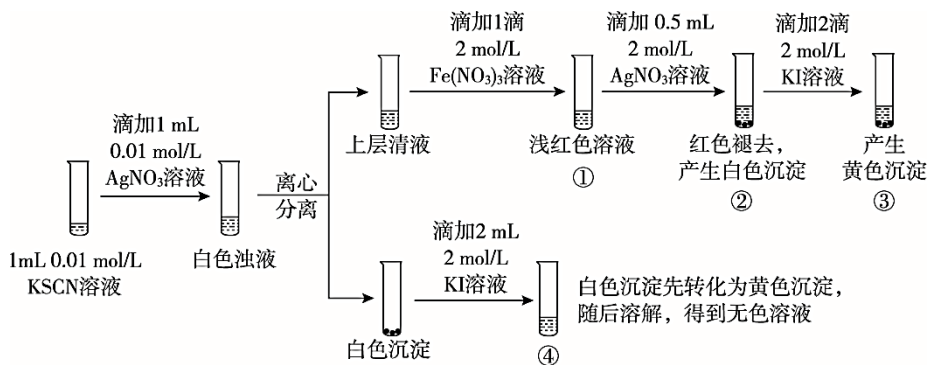 滴加1滴
2 mol/L
Fe(NO₃)₃溶液
滴加 0.5 mL
2 mol/L
AgNO₃溶液
滴加2滴
2 mol/L
KI溶液
上层清液
浅红色溶液
①
红色褪去，
产生白色沉淀
②
产生
黄色沉淀
③
滴加1 mL
0.01 mol/L
AgNO₃溶液
离心
分离
1mL 0.01 mol/L
KSCN溶液
白色浊液
滴加2 mL
2 mol/L
KI溶液
白色沉淀
④
白色沉淀先转化为黄色沉淀，
随后溶解，得到无色溶液